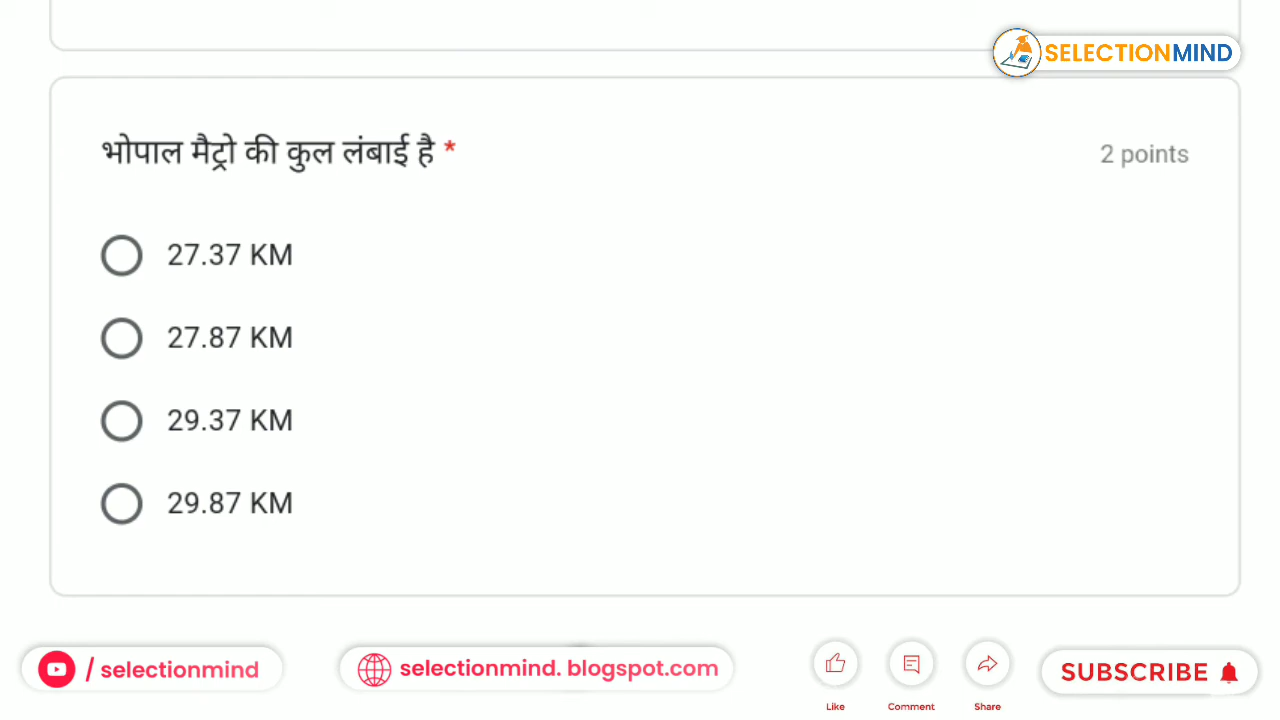 SELECTIONMIND
भोपाल मैट्रो की कुल लंबाई है *
2 points
27.37 KM
27.87 KM
29.37 KM
29.87 KM
/ selectionmind
selectionmind. blogspot.com
Like
Comment
Share
SUBSCRIBE